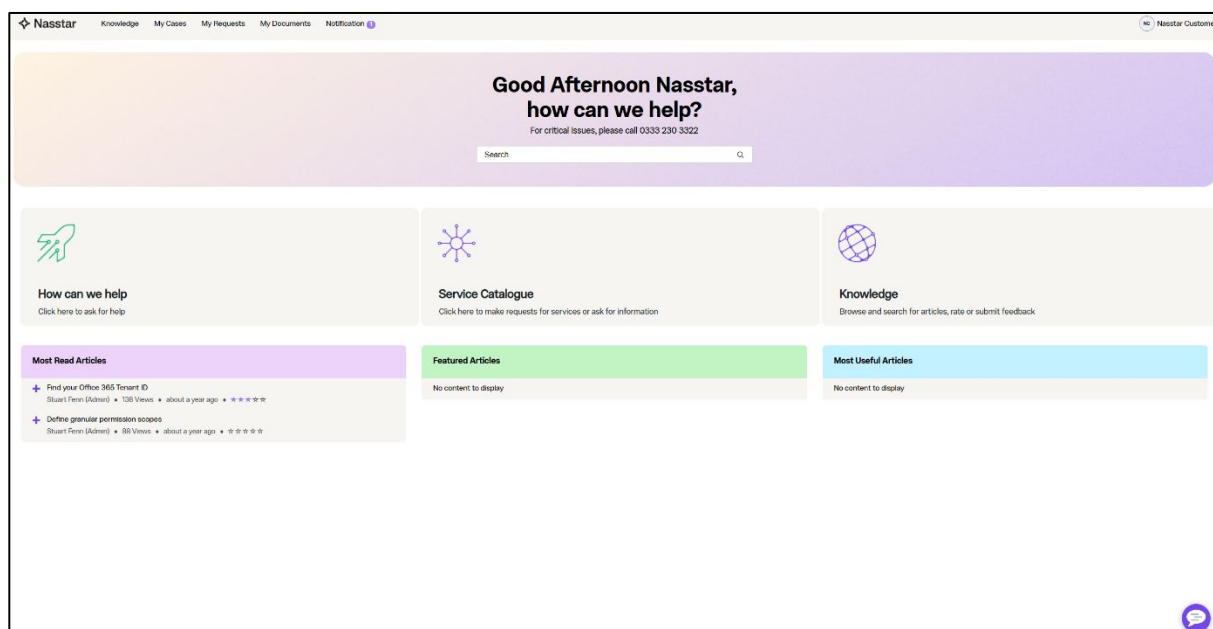 Nasstar
Knowledge
My Cases
My Requests
My Documents
Notification 1
NC Nasstar Custome
Good Afternoon Nasstar,
how can we help?
For critical issues, please call 0333 230 3322
Search
How can we help
Click here to ask for help
Service Catalogue
Click here to make requests for services or ask for information
Knowledge
Browse and search for articles, rate or submit feedback
Most Read Articles
Find your Office 365 Tenant ID
Stuart Fenn (Admin) • 138 Views • about a year ago • ★★★☆☆
Define granular permission scopes
Stuart Fenn (Admin) • 88 Views • about a year ago • ☆☆☆☆☆
Featured Articles
No content to display
Most Useful Articles
No content to display